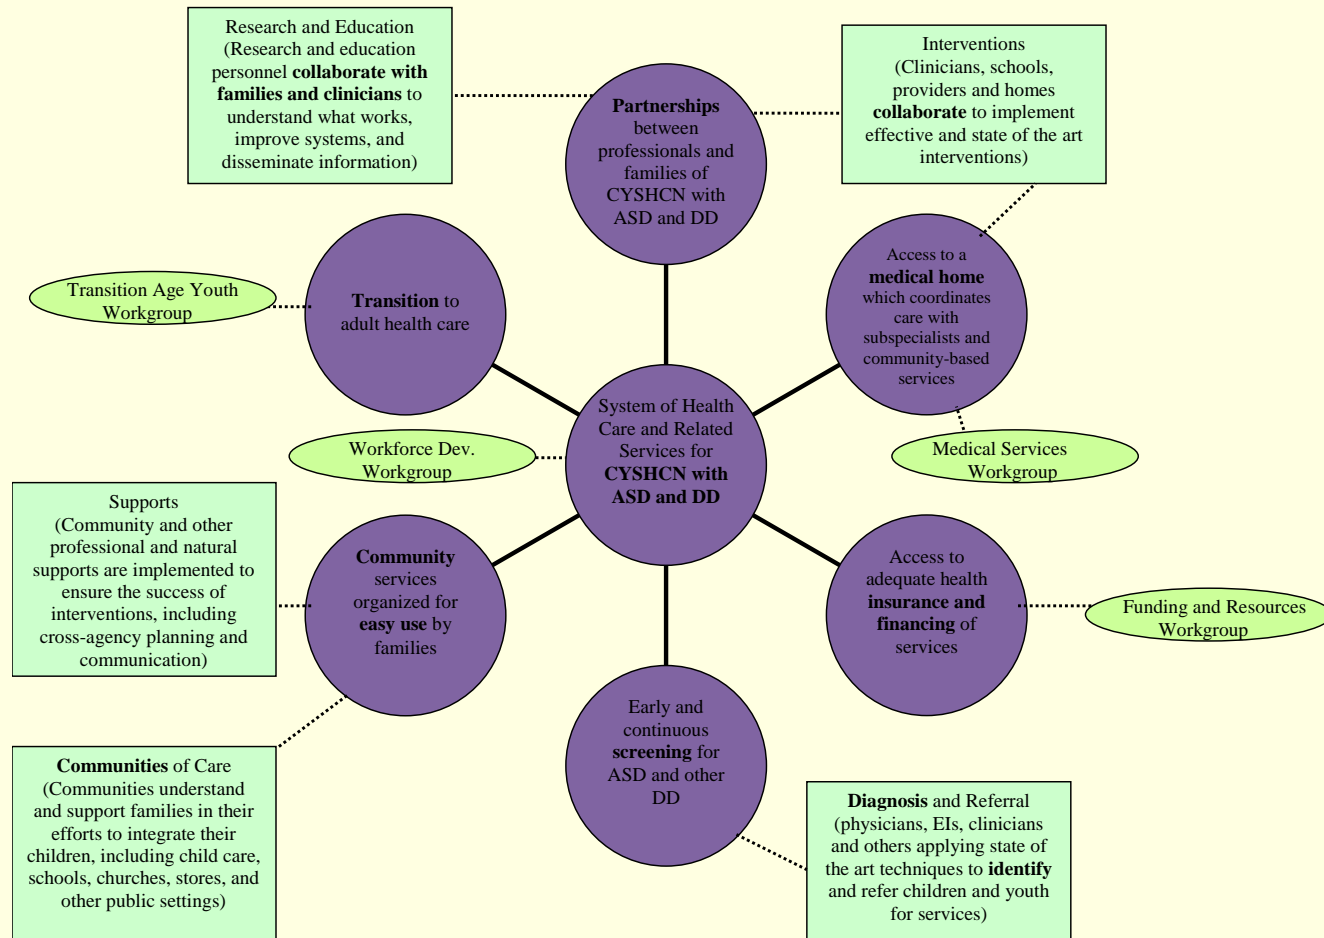 Research and Education
(Research and education
personnel collaborate with
families and clinicians to
understand what works,
improve systems, and
disseminate information)
Partnerships
between
professionals and
families of
CYSHCN with
ASD and DD
Interventions
(Clinicians, schools,
providers and homes
collaborate to implement
effective and state of the art
interventions)
Transition Age Youth
Workgroup
Transition to
adult health care
Access to a
medical home
which coordinates
care with
subspecialists and
community-based
services
System of Health
Care and Related
Services for
CYSHCN with
ASD and DD
Workforce Dev.
Workgroup
Medical Services
Workgroup
Supports
(Community and other
professional and natural
supports are implemented to
ensure the success of
interventions, including
cross-agency planning and
communication)
Community
services
organized for
easy use by
families
Access to
adequate health
insurance and
financing of
services
Funding and Resources
Workgroup
Early and
continuous
screening for
ASD and other
DD
Communities of Care
(Communities understand
and support families in their
efforts to integrate their
children, including child care,
schools, churches, stores, and
other public settings)
Diagnosis and Referral
(physicians, EIs, clinicians
and others applying state of
the art techniques to identify
and refer children and youth
for services)